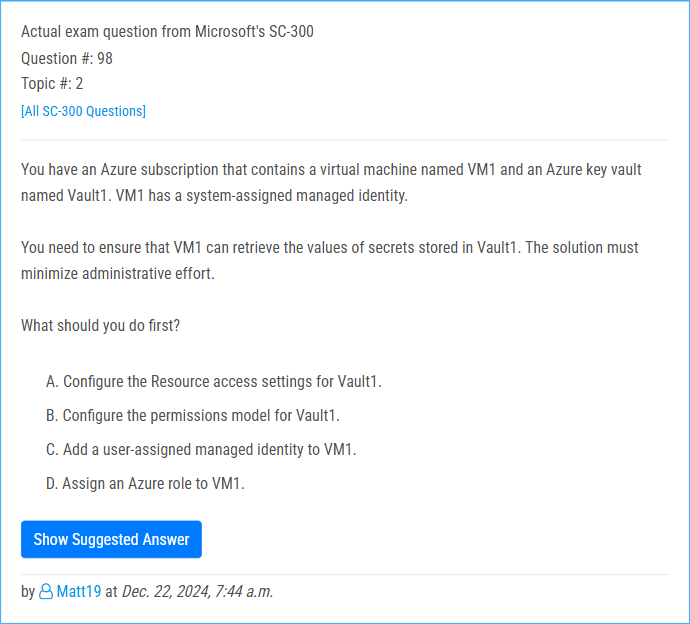 Actual exam question from Microsoft's SC-300
Question #: 98
Topic #: 2
[All SC-300 Questions]
You have an Azure subscription that contains a virtual machine named VM1 and an Azure key vault
named Vault1. VM1 has a system-assigned managed identity.
You need to ensure that VM1 can retrieve the values of secrets stored in Vault1. The solution must
minimize administrative effort.
What should you do first?
A. Configure the Resource access settings for Vault1.
B. Configure the permissions model for Vault1.
C. Add a user-assigned managed identity to VM1.
D. Assign an Azure role to VM1.
Show Suggested Answer
by Matt19 at Dec. 22, 2024, 7:44 a.m.